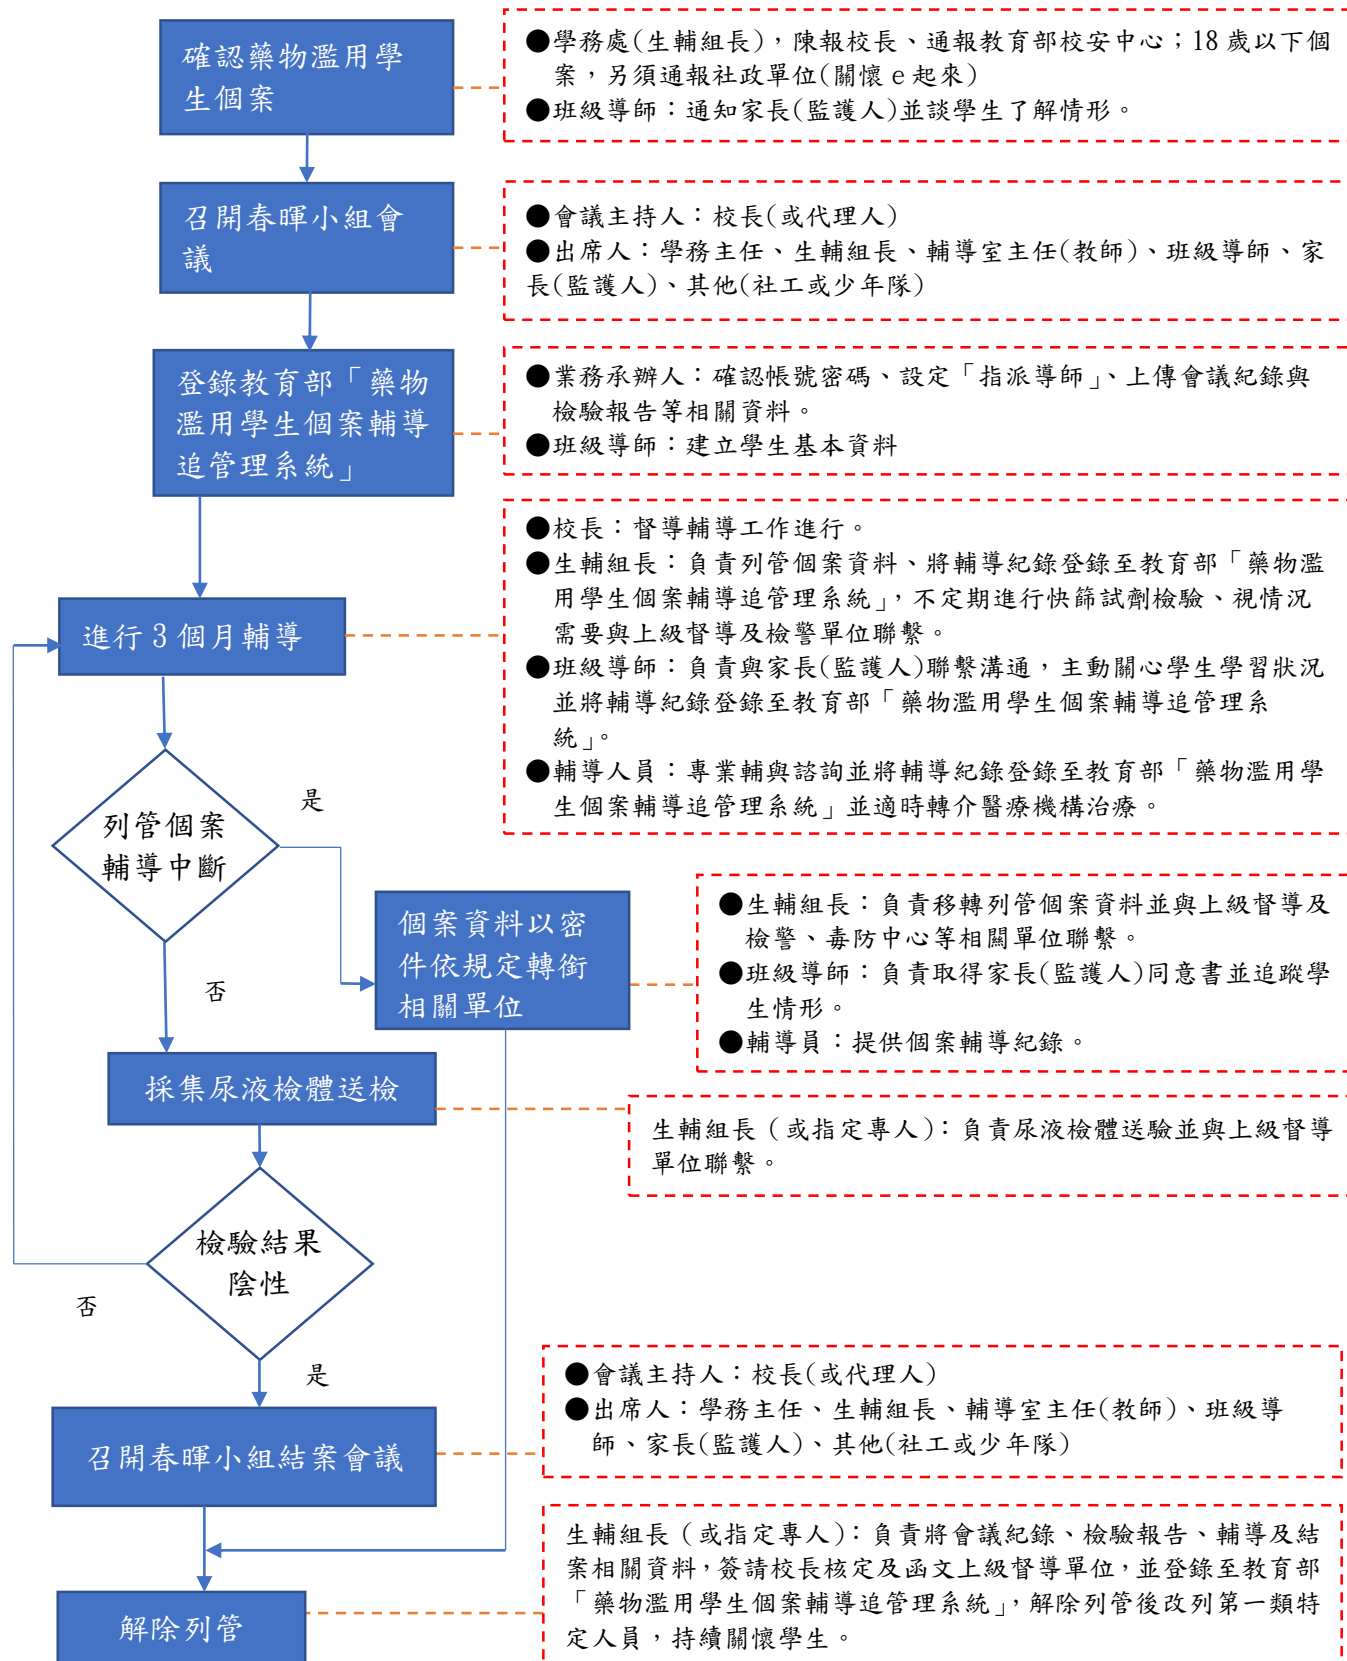 確認藥物濫用學
生個案
●學務處(生輔組長)，陳報校長、通報教育部校安中心；18 歲以下個
案，另須通報社政單位(關懷 e 起來)
●班級導師：通知家長(監護人)並談學生了解情形。
召開春暉小組會
議
●會議主持人：校長(或代理人)
●出席人：學務主任、生輔組長、輔導室主任(教師)、班級導師、家
長(監護人)、其他(社工或少年隊)
登錄教育部「藥物
濫用學生個案輔導
追管理系統」
●業務承辦人：確認帳號密碼、設定「指派導師」、上傳會議紀錄與
檢驗報告等相關資料。
●班級導師：建立學生基本資料
進行 3 個月輔導
●校長：督導輔導工作進行。
●生輔組長：負責列管個案資料、將輔導紀錄登錄至教育部「藥物濫
用學生個案輔導追管理系統」，不定期進行快篩試劑檢驗、視情況
需要與上級督導及檢警單位聯繫。
●班級導師：負責與家長(監護人)聯繫溝通，主動關心學生學習狀況
並將輔導紀錄登錄至教育部「藥物濫用學生個案輔導追管理系
統」。
●輔導人員：專業輔與諮詢並將輔導紀錄登錄至教育部「藥物濫用學
生個案輔導追管理系統」並適時轉介醫療機構治療。
列管個案
輔導中斷
是
否
個案資料以密
件依規定轉銜
相關單位
●生輔組長：負責移轉列管個案資料並與上級督導及
檢警、毒防中心等相關單位聯繫。
●班級導師：負責取得家長(監護人)同意書並追蹤學
生情形。
●輔導員：提供個案輔導紀錄。
採集尿液檢體送檢
生輔組長（或指定專人）：負責尿液檢體送驗並與上級督導
單位聯繫。
檢驗結果
陰性
否
是
召開春暉小組結案會議
●會議主持人：校長(或代理人)
●出席人：學務主任、生輔組長、輔導室主任(教師)、班級導
師、家長(監護人)、其他(社工或少年隊)
解除列管
生輔組長（或指定專人）：負責將會議紀錄、檢驗報告、輔導及結
案相關資料，簽請校長核定及函文上級督導單位，並登錄至教育部
「藥物濫用學生個案輔導追管理系統」，解除列管後改列第一類特
定人員，持續關懷學生。